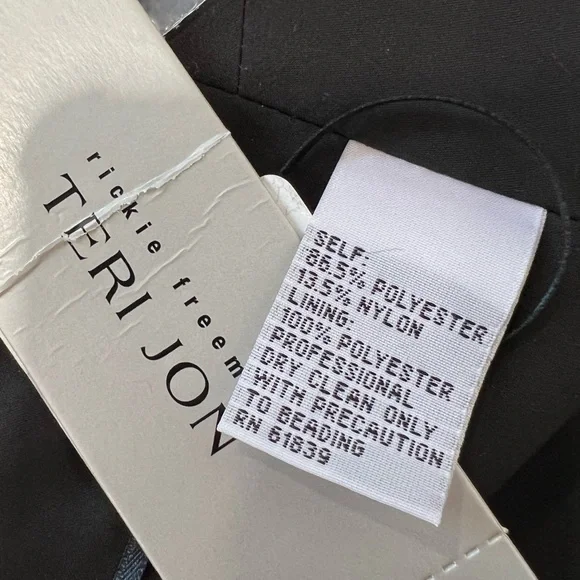 rickie freem
TERI JON
SELF:
86.5% POLYESTER
13.5% NYLON
LINING:
100% POLYESTER
PROFESSIONAL
DRY CLEAN ONLY
WITH PRECAUTION
TO BEADING
RN 61839